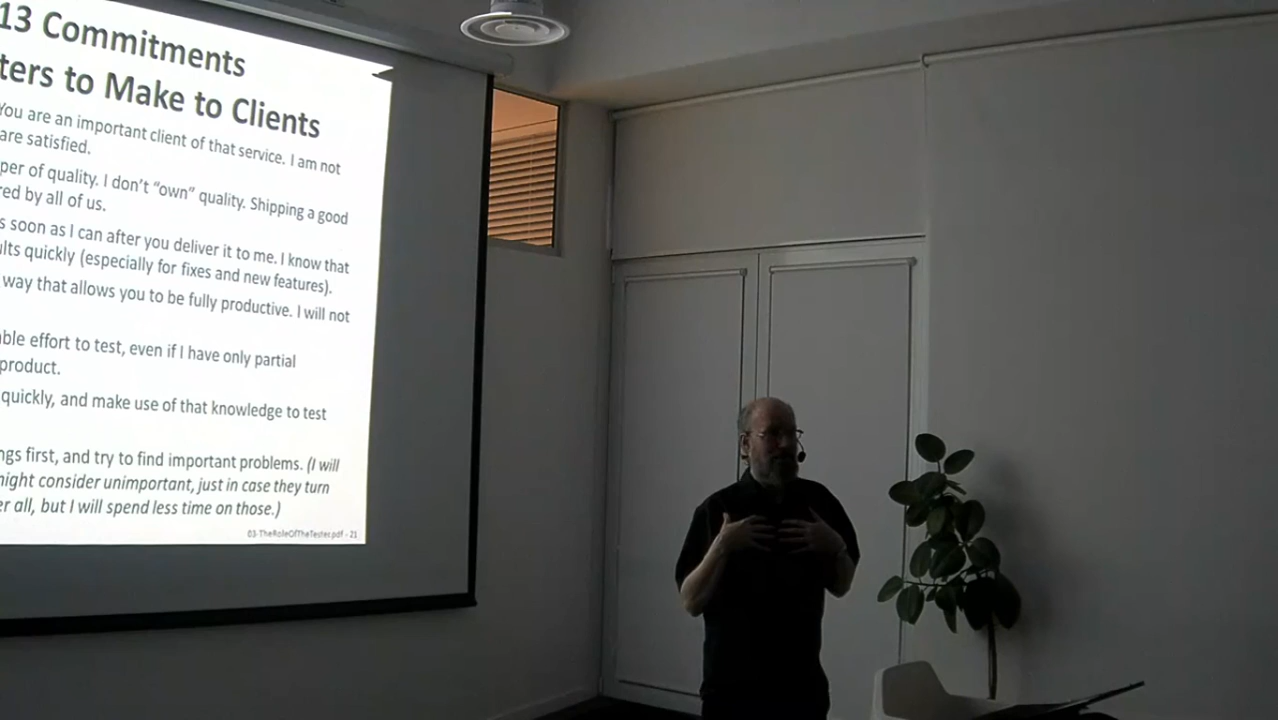 13 Commitments
ters to Make to Clients
You are an important client of that service. I am not
are satisfied.
per of quality. I don't "own" quality. Shipping a good
red by all of us.
s soon as I can after you deliver it to me. I know that
ults quickly (especially for fixes and new features).
way that allows you to be fully productive. I will not
ble effort to test, even if I have only partial
product.
quickly, and make use of that knowledge to test
ngs first, and try to find important problems. (I will
night consider unimportant, just in case they turn
er all, but I will spend less time on those.)
03-TheRoleOfTheTester.pdf - 21